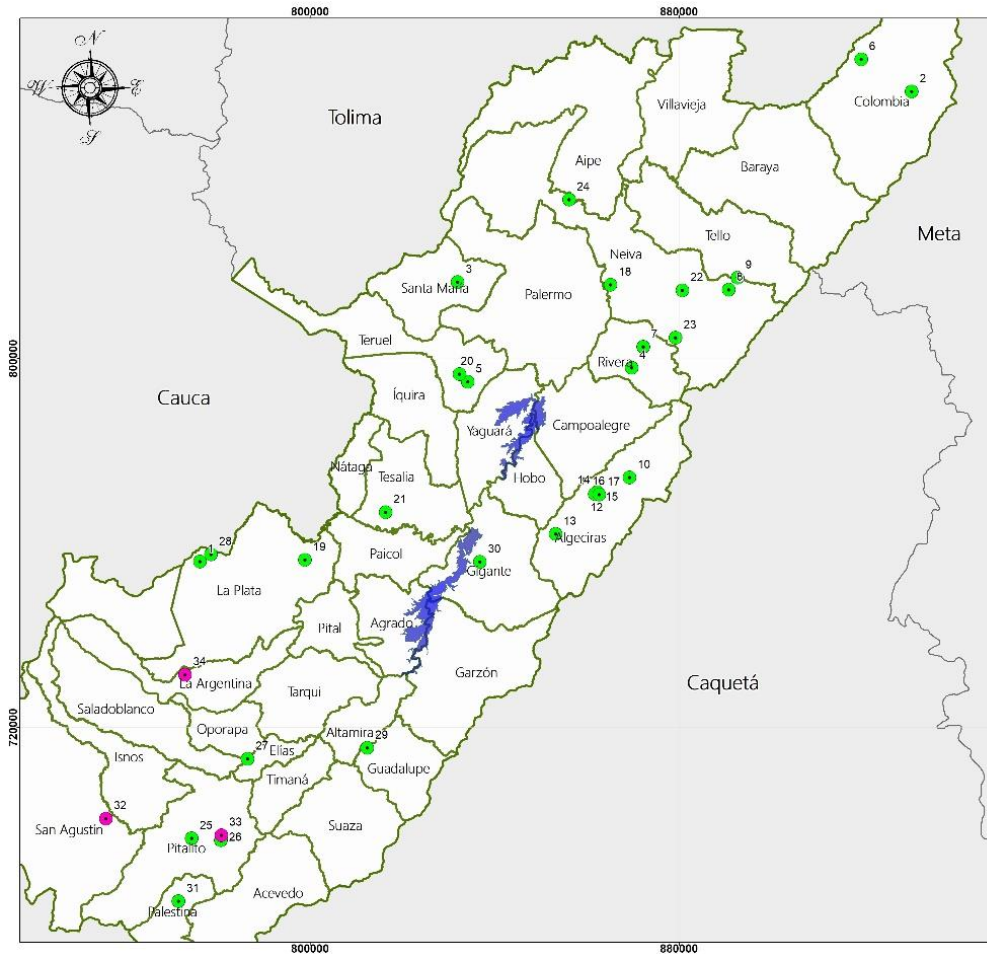 800000
880000
N
W
E
S
6
2
Colombia
Villavieja
Tolima
Aipe
Baraya
24
Meta
Tello
Neiva
9
8
3
18
22
Santa María
Palermo
23
Teruel
7
4
Rivera
800000
800000
20
5
Íquira
Cauca
Yaguará
Campoalegre
Nátaga
Tesalia
Hobo
10
14
16
17
15
12
21
13
Algeciras
28
1
19
Paicol
30
Gigante
La Plata
Pital
Agrado
34
La Argentina
Garzón
Caquetá
Tarqui
Saladoblanco
Oporapa
Altamira
720000
720000
29
27
Elías
Isnos
Guadalupe
Timaná
32
San Agustín
33
Suaza
25
26
Pitalito
31
Acevedo
Palestina
800000
880000